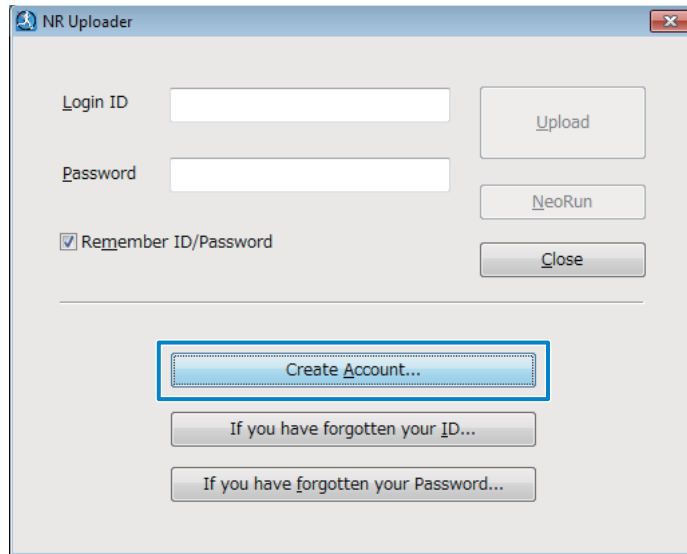 NR Uploader
Login ID
Upload
Password
NeoRun
Remember ID/Password
Close
Create Account...
If you have forgotten your ID...
If you have forgotten your Password...